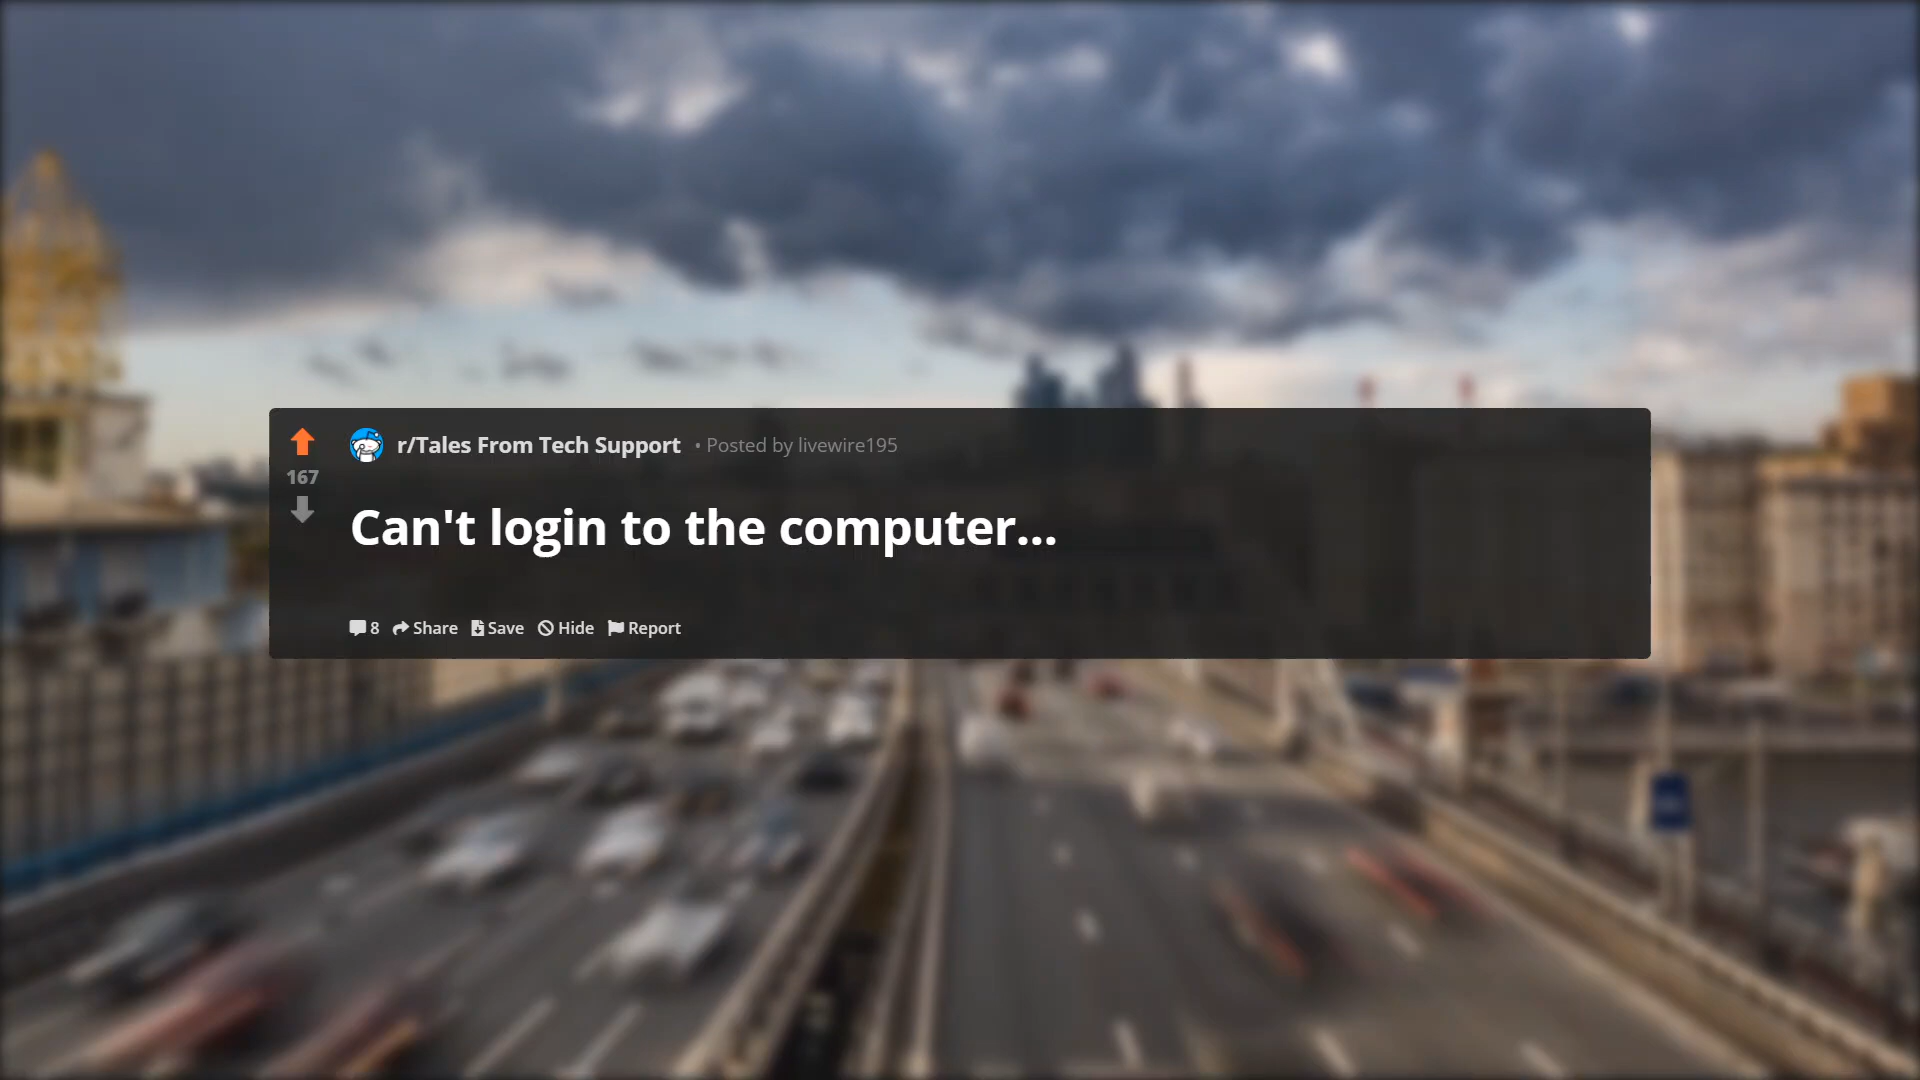 r/Tales From Tech Support • Posted by livewire195
167
Can't login to the computer...
8 Share Save Hide Report